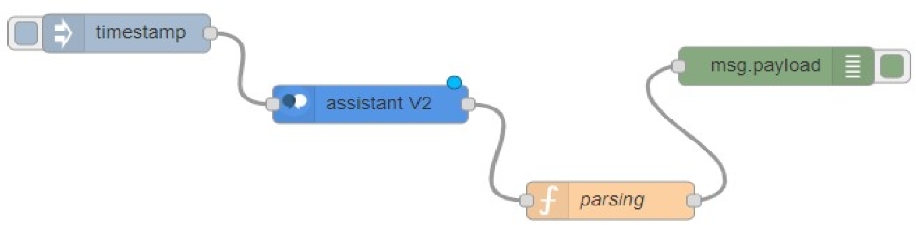 timestamp
assistant V2
parsing
msg.payload